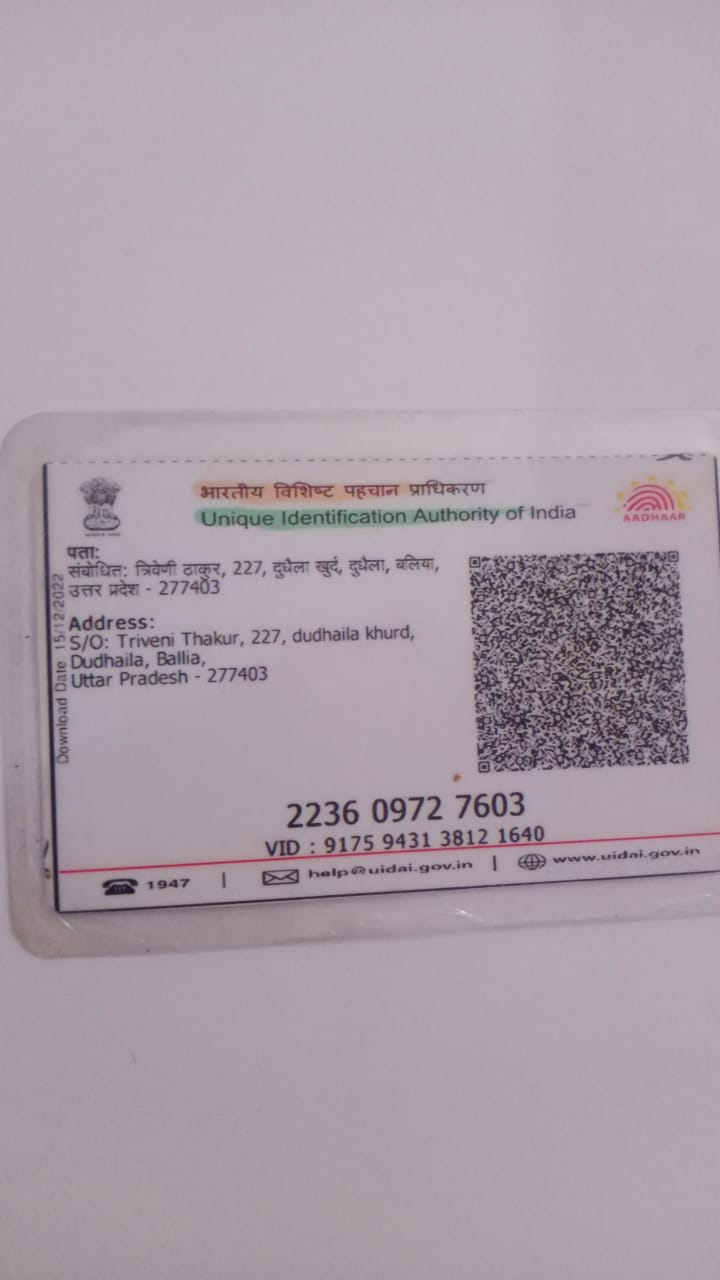 भारतीय विशिष्ट पहचान प्राधिकरण
Unique Identification Authority of India
AADHAAR
पता:
संबोधित: त्रिवेणी ठाकुर, 227, दुधैला खुर्द, दुधैला, बलिया,
उत्तर प्रदेश - 277403
Address:
S/O: Triveni Thakur, 227, dudhaila khurd,
Dudhaila, Ballia,
Uttar Pradesh - 277403
Download Date: 15/12/2022
2236 0972 7603
VID : 9175 9431 3812 1640
1947 | help@uidai.gov.in | www.uidai.gov.in